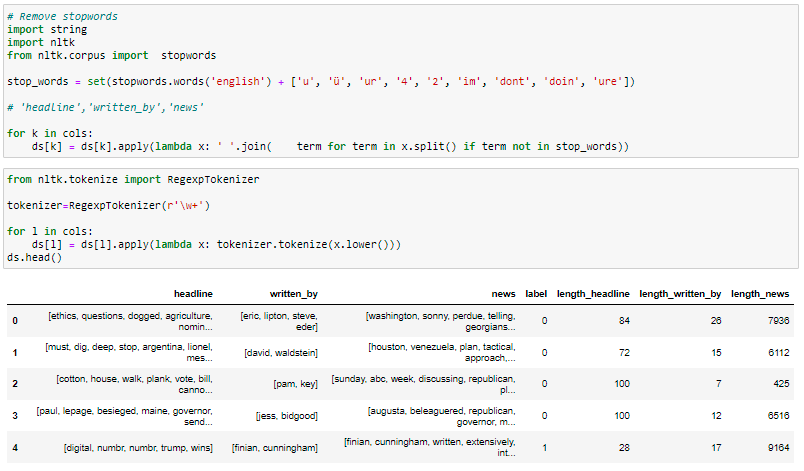 # Remove stopwords
import string
import nltk
from nltk.corpus import  stopwords
stop_words = set(stopwords.words('english') + ['u', 'ü', 'ur', '4', '2', 'im', 'dont', 'doin', 'ure'])
# 'headline','written_by','news'
for k in cols:
    ds[k] = ds[k].apply(lambda x: ' '.join(    term for term in x.split() if term not in stop_words))
from nltk.tokenize import RegexpTokenizer
tokenizer=RegexpTokenizer(r'\w+')
for l in cols:
    ds[l] = ds[l].apply(lambda x: tokenizer.tokenize(x.lower()))
ds.head()
headline written_by news label length_headline length_written_by length_news
0 [ethics, questions, dogged, agriculture, nomin... [eric, lipton, steve, eder] [washington, sonny, perdue, telling, georgians... 0 84 26 7936
1 [must, dig, deep, stop, argentina, lionel, mes... [david, waldstein] [houston, venezuela, plan, tactical, approach,... 0 72 15 6112
2 [cotton, house, walk, plank, vote, bill, canno... [pam, key] [sunday, abc, week, discussing, republican, pl... 0 100 7 425
3 [paul, lepage, besieged, maine, governor, send... [jess, bidgood] [augusta, beleaguered, republican, governor, m... 0 100 12 6516
4 [digital, numbr, numbr, trump, wins] [finian, cunningham] [finian, cunningham, written, extensively, int... 1 28 17 9164